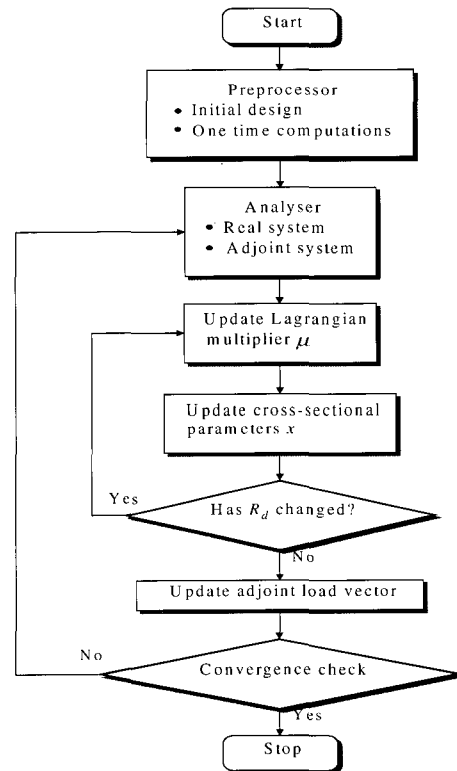 Start
Preprocessor
• Initial design
• One time computations
Analyser
• Real system
• Adjoint system
Update Lagrangian
multiplier μ
Update cross-sectional
parameters x
Yes
Has R_d changed?
No
Update adjoint load vector
No
Convergence check
Yes
Stop